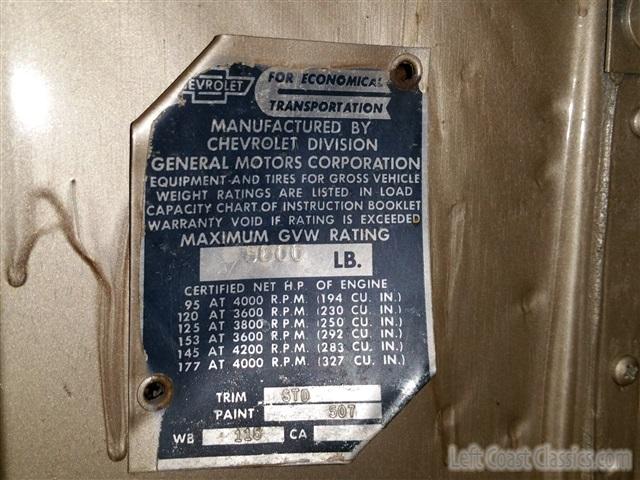 CHEVROLET
FOR ECONOMICAL
TRANSPORTATION
MANUFACTURED BY
CHEVROLET DIVISION
GENERAL MOTORS CORPORATION
EQUIPMENT AND TIRES FOR GROSS VEHICLE
WEIGHT RATINGS ARE LISTED IN LOAD
CAPACITY CHART OF INSTRUCTION BOOKLET
WARRANTY VOID IF RATING IS EXCEEDED
MAXIMUM GVW RATING
LB.
CERTIFIED NET H.P. OF ENGINE
95 AT 4000 R.P.M. (194 CU. IN.)
120 AT 3600 R.P.M. (230 CU. IN.)
125 AT 3800 R.P.M. (250 CU. IN.)
153 AT 3600 R.P.M. (292 CU. IN.)
145 AT 4200 R.P.M. (283 CU. IN.)
177 AT 4000 R.P.M. (327 CU. IN.)
TRIM STD
PAINT 507
WB 115 CA
Left Coast Classics.com